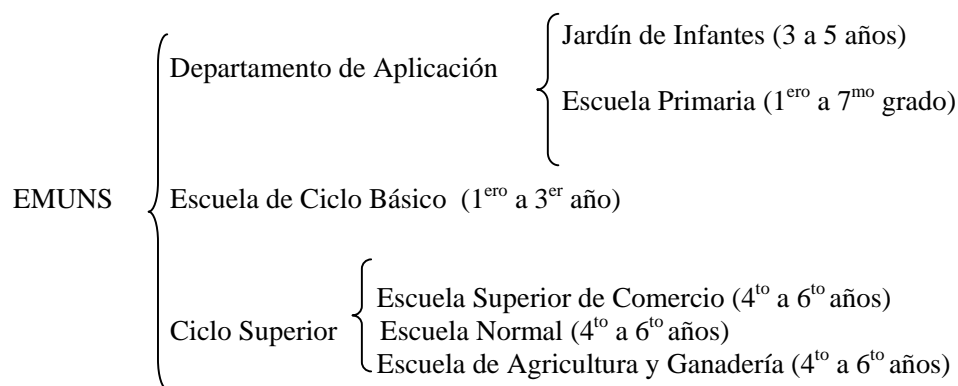 Jardín de Infantes (3 a 5 años)
Departamento de Aplicación
Escuela Primaria (1ero a 7mo grado)
EMUNS
Escuela de Ciclo Básico (1ero a 3er año)
Escuela Superior de Comercio (4to a 6to años)
Ciclo Superior
Escuela Normal (4to a 6to años)
Escuela de Agricultura y Ganadería (4to a 6to años)